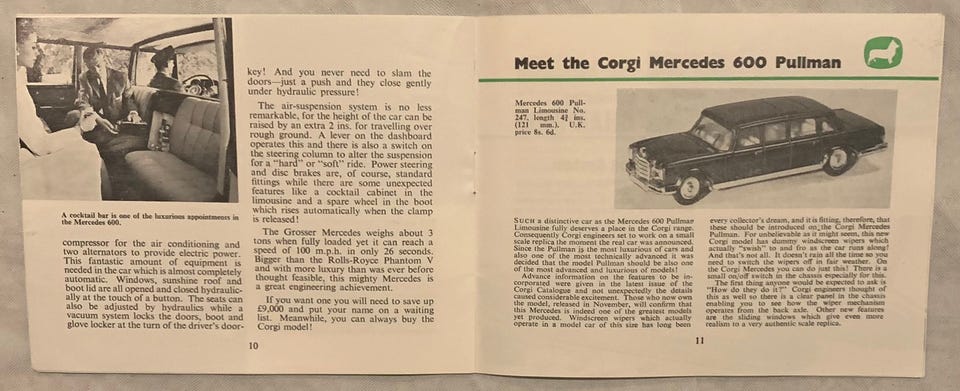 A cocktail bar is one of the luxurious appointments in
the Mercedes 600.
compressor for the air conditioning and
two alternators to provide electric power.
This fantastic amount of equipment is
needed in the car which is almost completely
automatic. Windows, sunshine roof and
boot lid are all opened and closed hydraulic-
ally at the touch of a button. The seats can
also be adjusted by hydraulics while a
vacuum system locks the doors, boot and
glove locker at the turn of the driver's door-
key! And you never need to slam the
doors—just a push and they close gently
under hydraulic pressure!
The air-suspension system is no less
remarkable, for the height of the car can be
raised by an extra 2 ins. for travelling over
rough ground. A lever on the dashboard
operates this and there is also a switch on
the steering column to alter the suspension
for a "hard" or "soft" ride. Power steering
and disc brakes are, of course, standard
fittings while there are some unexpected
features like a cocktail cabinet in the
limousine and a spare wheel in the boot
which rises automatically when the clamp
is released!
The Grosser Mercedes weighs about 3
tons when fully loaded yet it can reach a
speed of 100 m.p.h. in only 26 seconds.
Bigger than the Rolls-Royce Phantom V
and with more luxury than was ever before
thought feasible, this mighty Mercedes is
a great engineering achievement.
If you want one you will need to save up
£9,000 and put your name on a waiting
list. Meanwhile, you can always buy the
Corgi model!
10
Meet the Corgi Mercedes 600 Pullman
Mercedes 600 Pull-
man Limousine No.
247, length 4¾ ins.
(121 mm.). U.K.
price 8s. 6d.
SUCH a distinctive car as the Mercedes 600 Pullman
Limousine fully deserves a place in the Corgi range.
Consequently Corgi engineers set to work on a small
scale replica the moment the real car was announced.
Since the Pullman is the most luxurious of cars and
also one of the most technically advanced it was
decided that the model Pullman should be also one
of the most advanced and luxurious of models!
Advance information on the features to be in-
corporated were given in the latest issue of the
Corgi Catalogue and not unexpectedly the details
caused considerable excitement. Those who now own
the model, released in November, will confirm that
this Mercedes is indeed one of the greatest models
yet produced. Windscreen wipers which actually
operate in a model car of this size has long been
every collector's dream, and it is fitting, therefore, that
these should be introduced on the Corgi Mercedes
Pullman. For unbelievable as it might seem, this new
Corgi model has dummy windscreen wipers which
actually "swish" to and fro as the car runs along!
And that's not all. It doesn't rain all the time so you
need to switch the wipers off in fair weather. On
the Corgi Mercedes you can do just this! There is a
small on/off switch in the chassis especially for this.
The first thing anyone would be expected to ask is
"How do they do it?" Corgi engineers thought of
this as well so there is a clear panel in the chassis
enabling you to see how the wiper mechanism
operates from the back axle. Other new features
are the sliding windows which give even more
realism to a very authentic scale replica.
11